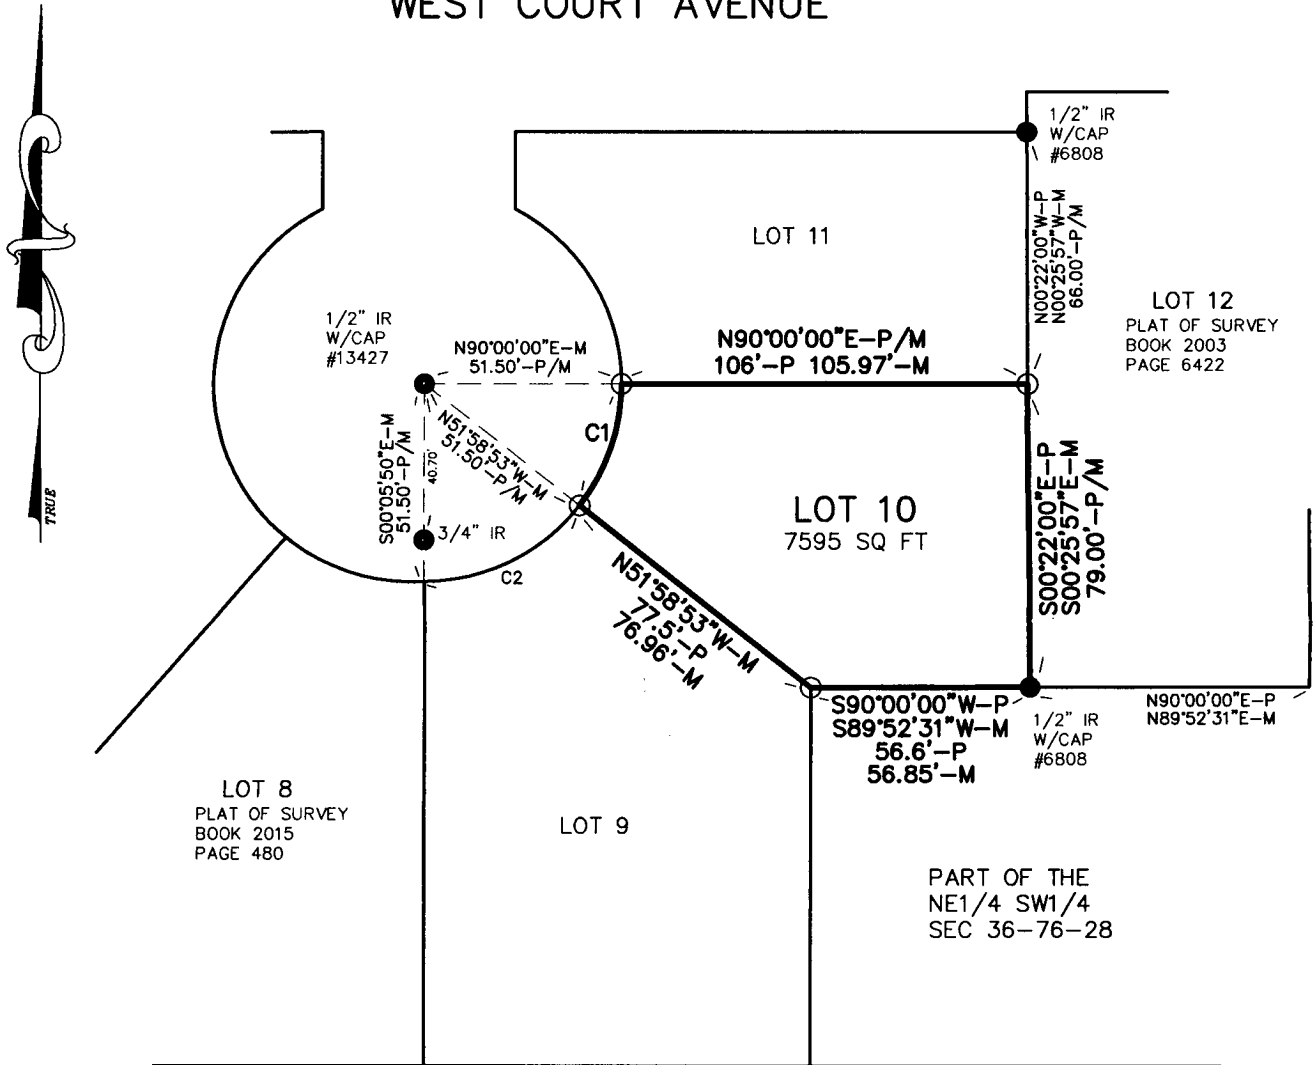 WEST COURT AVENUE
1/2" IR
W/CAP
#6808
N00°22'00"W-P
N00°25'57"W-M
66.00'-P/M
LOT 11
LOT 12
PLAT OF SURVEY
BOOK 2003
PAGE 6422
1/2" IR
W/CAP
#13427
N90°00'00"E-M
51.50'-P/M
N90°00'00"E-P/M
106'-P 105.97'-M
S00°05'50"E-M
51.50'-P/M
40.70'
N51°58'53"W-M
51.50'-P/M
C1
3/4" IR
C2
LOT 10
7595 SQ FT
S00°22'00"E-P
S00°25'57"E-M
79.00'-P/M
TRUE
N51°58'53"W-M
77.5'-P
76.96'-M
S90°00'00"W-P
S89°52'31"W-M
56.6'-P
56.85'-M
N90°00'00"E-P
N89°52'31"E-M
1/2" IR
W/CAP
#6808
LOT 8
PLAT OF SURVEY
BOOK 2015
PAGE 480
LOT 9
PART OF THE
NE1/4 SW1/4
SEC 36-76-28